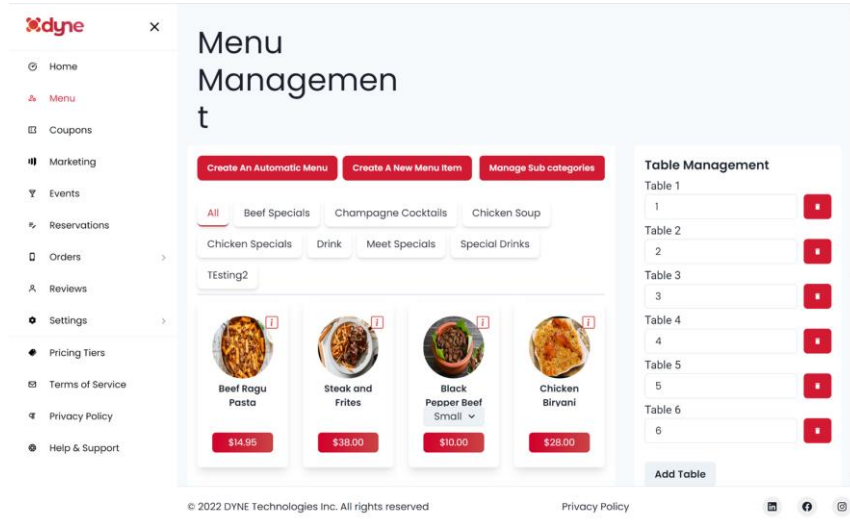 dyne
Home
Menu
Coupons
Marketing
Events
Reservations
Orders
Reviews
Settings
Pricing Tiers
Terms of Service
Privacy Policy
Help & Support
Menu
Managemen
t
Create An Automatic Menu
Create A New Menu Item
Manage Sub categories
All
Beef Specials
Champagne Cocktails
Chicken Soup
Chicken Specials
Drink
Meet Specials
Special Drinks
TEsting2
Beef Ragu
Pasta
$14.95
Steak and
Frites
$38.00
Black
Pepper Beef
Small
$10.00
Chicken
Biryani
$28.00
Table Management
Table 1
1
Table 2
2
Table 3
3
Table 4
4
Table 5
5
Table 6
6
Add Table
© 2022 DYNE Technologies Inc. All rights reserved
Privacy Policy